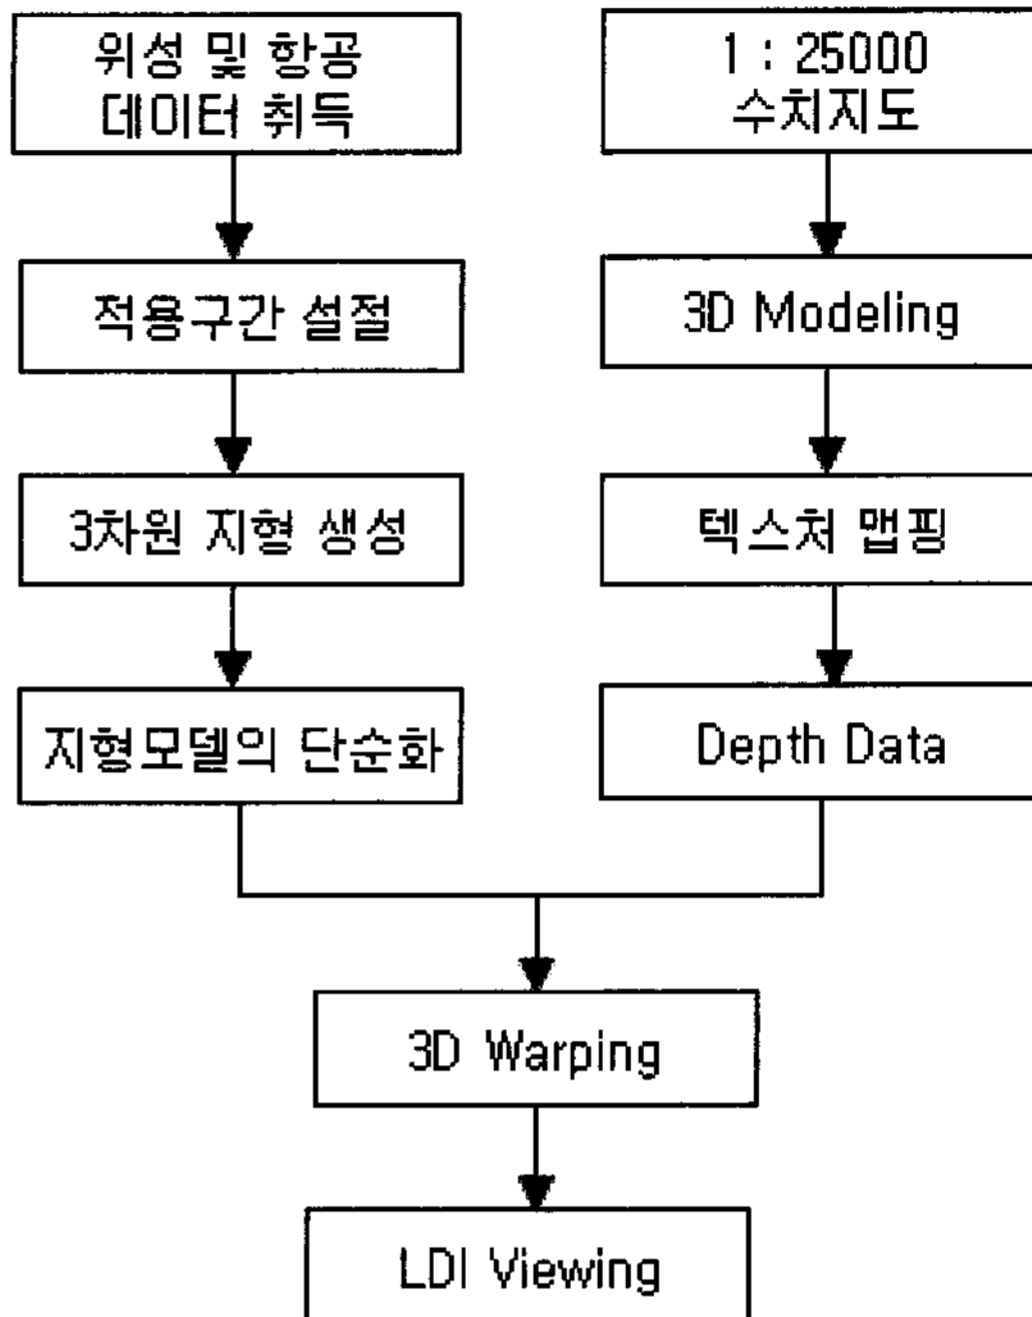 위성 및 항공
데이터 취득
1 : 25000
수치지도
적용구간 설절
3D Modeling
3차원 지형 생성
텍스처 맵핑
지형모델의 단순화
Depth Data
3D Warping
LDI Viewing